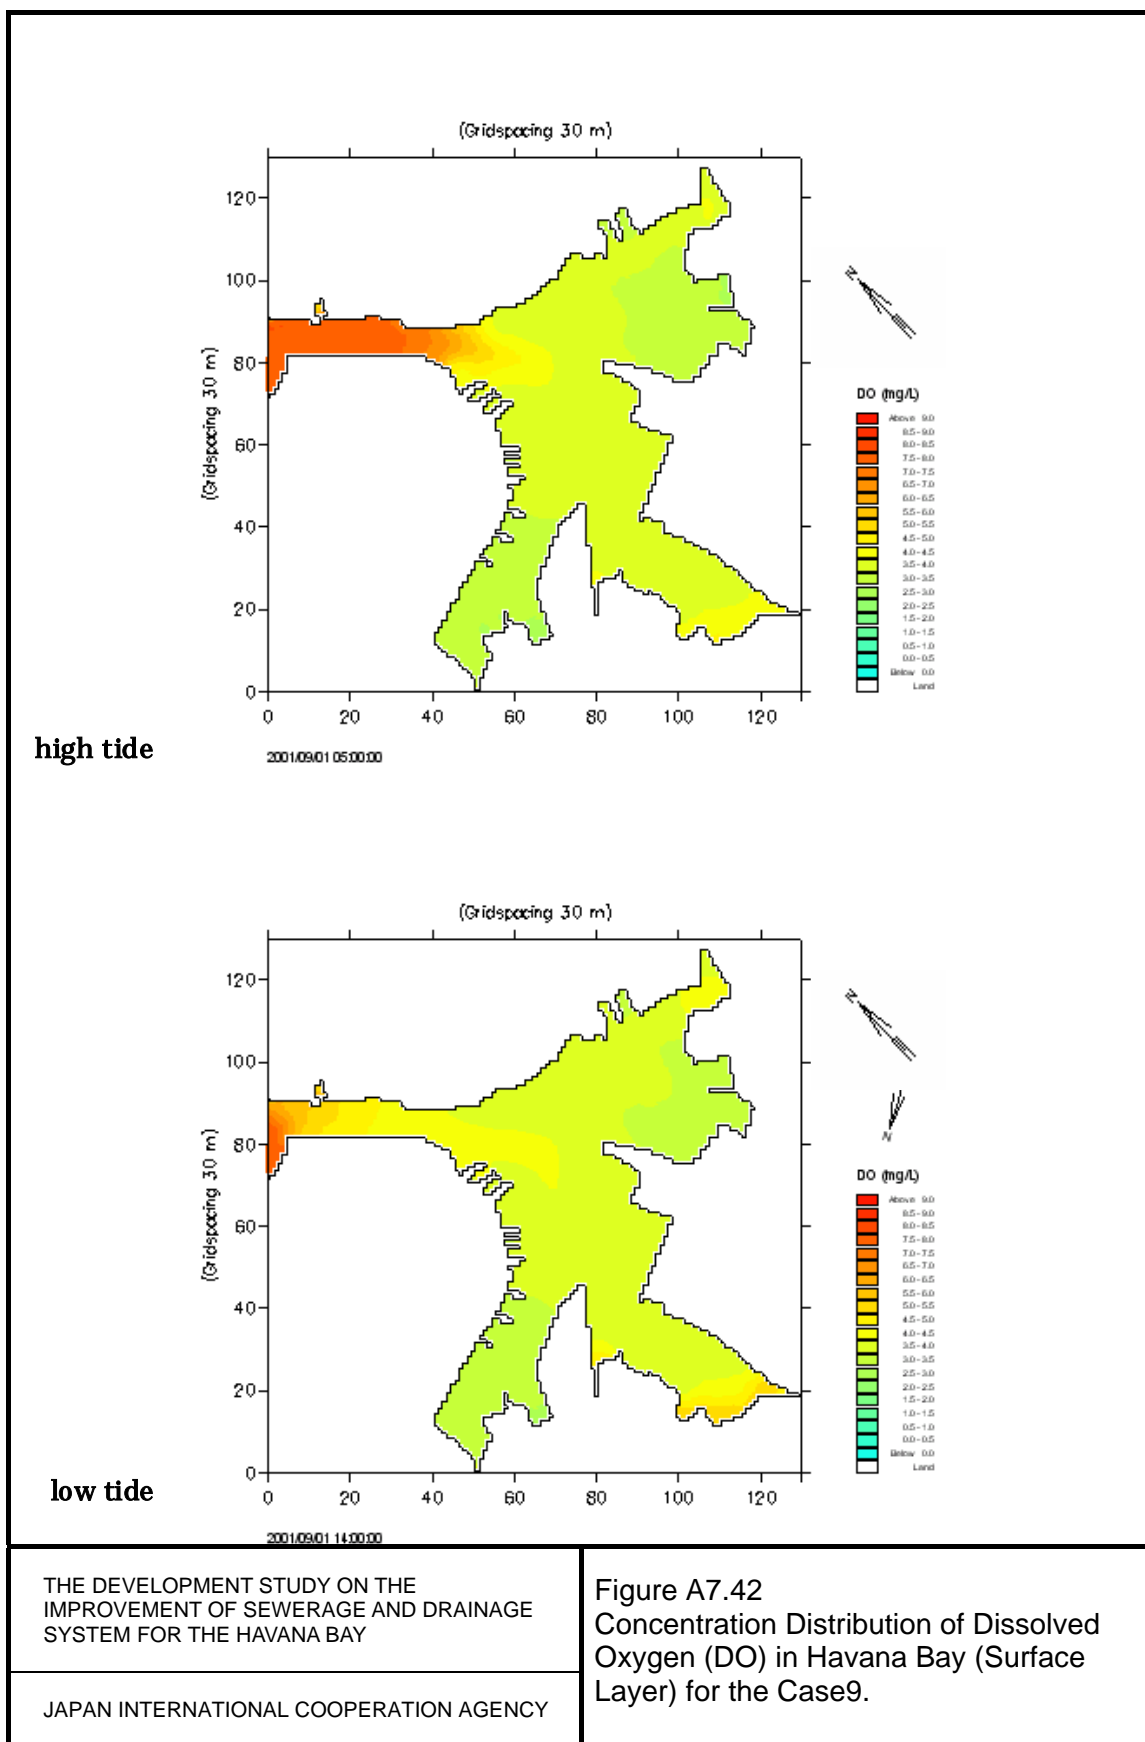 (Gridspacing 30 m)
120
100
80
60
40
20
0
(Gridspacing 30 m)
0 20 40 60 80 100 120
N
DO (mg/L)
Above 9.0
8.5 - 9.0
8.0 - 8.5
7.5 - 8.0
7.0 - 7.5
6.5 - 7.0
6.0 - 6.5
5.5 - 6.0
5.0 - 5.5
4.5 - 5.0
4.0 - 4.5
3.5 - 4.0
3.0 - 3.5
2.5 - 3.0
2.0 - 2.5
1.5 - 2.0
1.0 - 1.5
0.5 - 1.0
0.0 - 0.5
Below 0.0
Land
high tide
2001/09/01 05:00:00
(Gridspacing 30 m)
120
100
80
60
40
20
0
(Gridspacing 30 m)
0 20 40 60 80 100 120
N
N
DO (mg/L)
Above 9.0
8.5 - 9.0
8.0 - 8.5
7.5 - 8.0
7.0 - 7.5
6.5 - 7.0
6.0 - 6.5
5.5 - 6.0
5.0 - 5.5
4.5 - 5.0
4.0 - 4.5
3.5 - 4.0
3.0 - 3.5
2.5 - 3.0
2.0 - 2.5
1.5 - 2.0
1.0 - 1.5
0.5 - 1.0
0.0 - 0.5
Below 0.0
Land
low tide
2001/09/01 14:00:00
THE DEVELOPMENT STUDY ON THE
IMPROVEMENT OF SEWERAGE AND DRAINAGE
SYSTEM FOR THE HAVANA BAY
JAPAN INTERNATIONAL COOPERATION AGENCY
Figure A7.42
Concentration Distribution of Dissolved
Oxygen (DO) in Havana Bay (Surface
Layer) for the Case9.